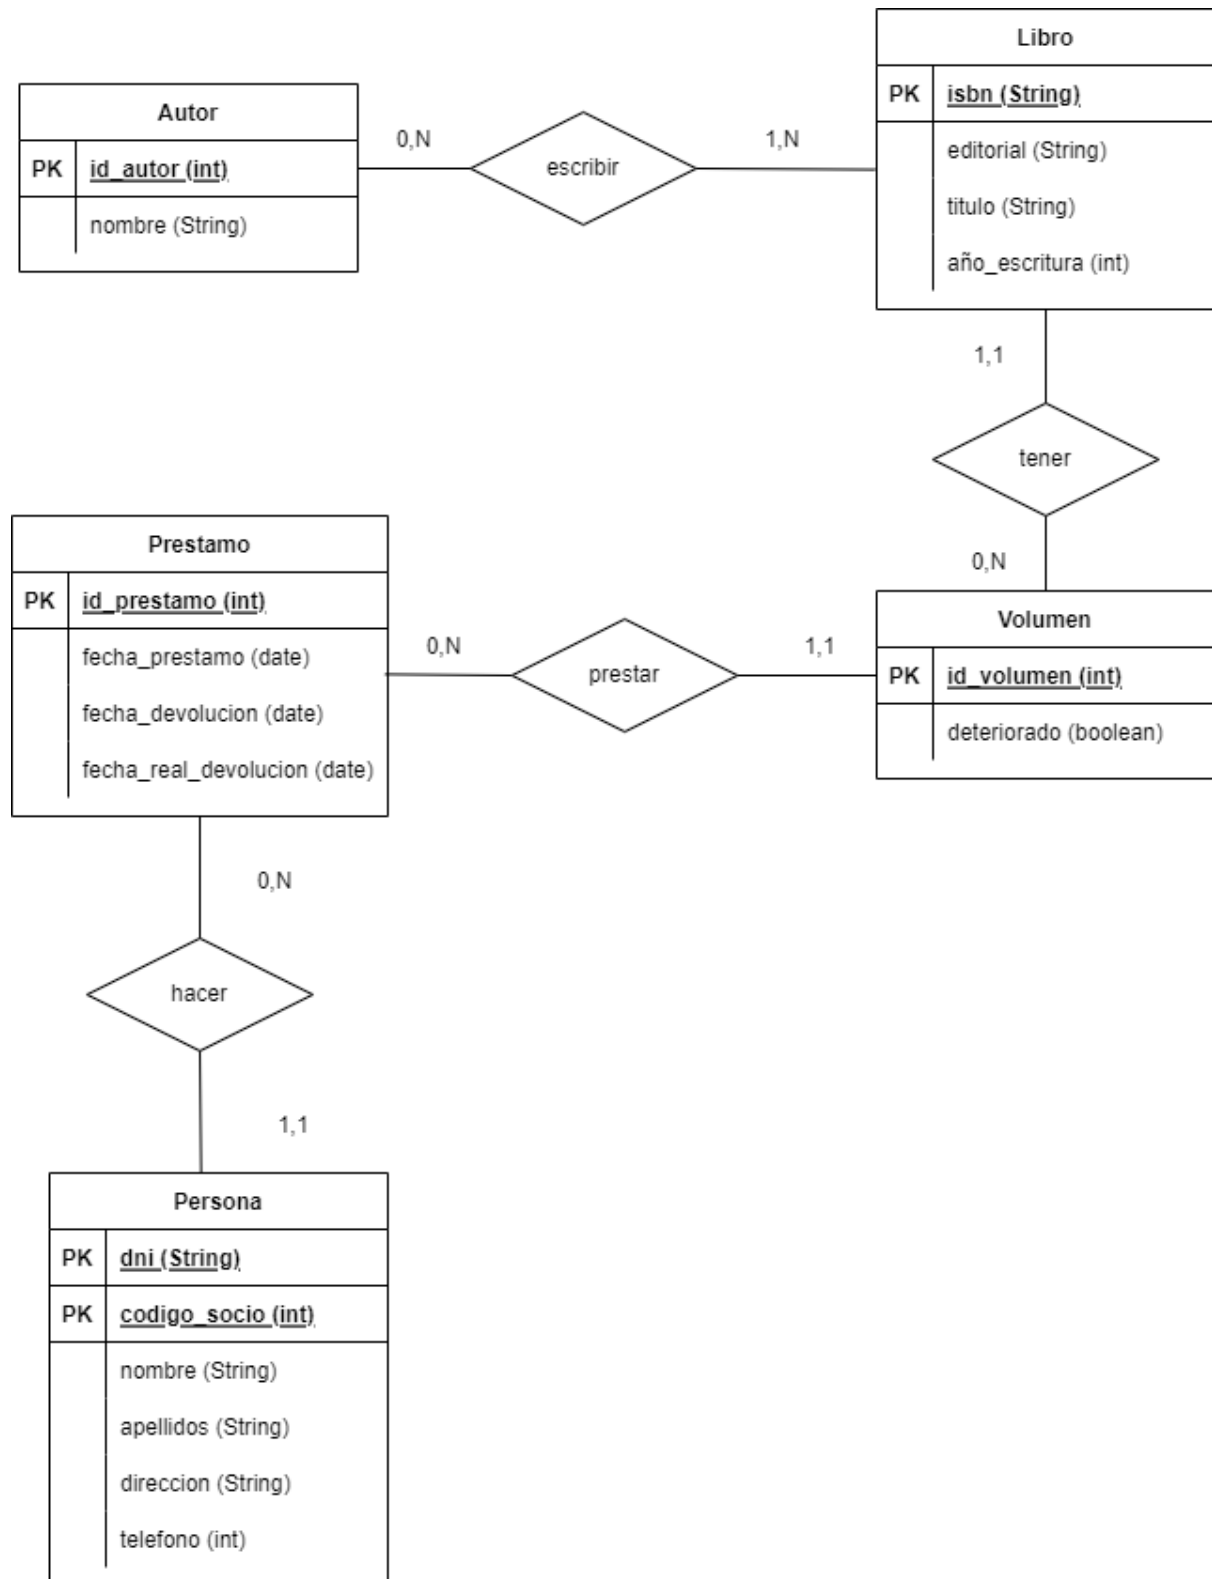 Libro
PK isbn (String)
editorial (String)
titulo (String)
año_escritura (int)
Autor
PK id_autor (int)
nombre (String)
0,N
escribir
1,N
1,1
tener
0,N
Prestamo
PK id_prestamo (int)
fecha_prestamo (date)
fecha_devolucion (date)
fecha_real_devolucion (date)
0,N
prestar
1,1
Volumen
PK id_volumen (int)
deteriorado (boolean)
0,N
hacer
1,1
Persona
PK dni (String)
PK codigo_socio (int)
nombre (String)
apellidos (String)
direccion (String)
telefono (int)